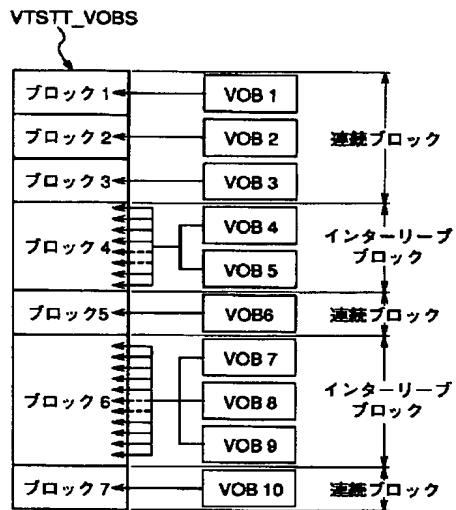 VTSTT_VOBS
ブロック1
VOB 1
ブロック2
VOB 2
連続ブロック
ブロック3
VOB 3
ブロック4
VOB 4
VOB 5
インターリーブ
ブロック
ブロック5
VOB6
連続ブロック
ブロック6
VOB 7
VOB 8
VOB 9
インターリーブ
ブロック
ブロック7
VOB 10
連続ブロック